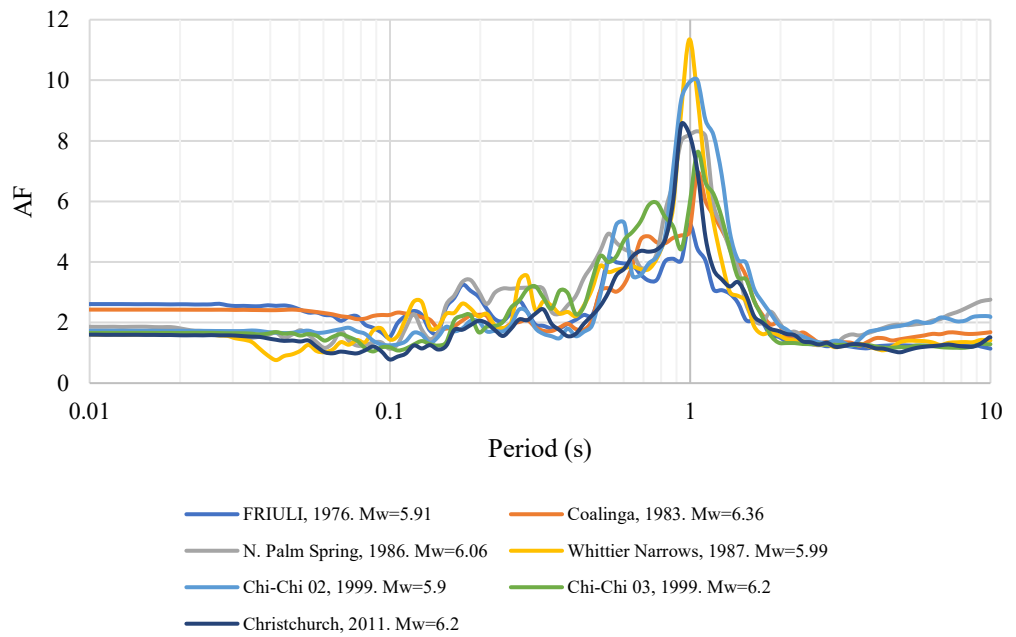 12
10
8
6
4
2
0
AF
0.01 0.1 1 10
Period (s)
FRIULI, 1976. Mw=5.91 Coalinga, 1983. Mw=6.36
N. Palm Spring, 1986. Mw=6.06 Whittier Narrows, 1987. Mw=5.99
Chi-Chi 02, 1999. Mw=5.9 Chi-Chi 03, 1999. Mw=6.2
Christchurch, 2011. Mw=6.2